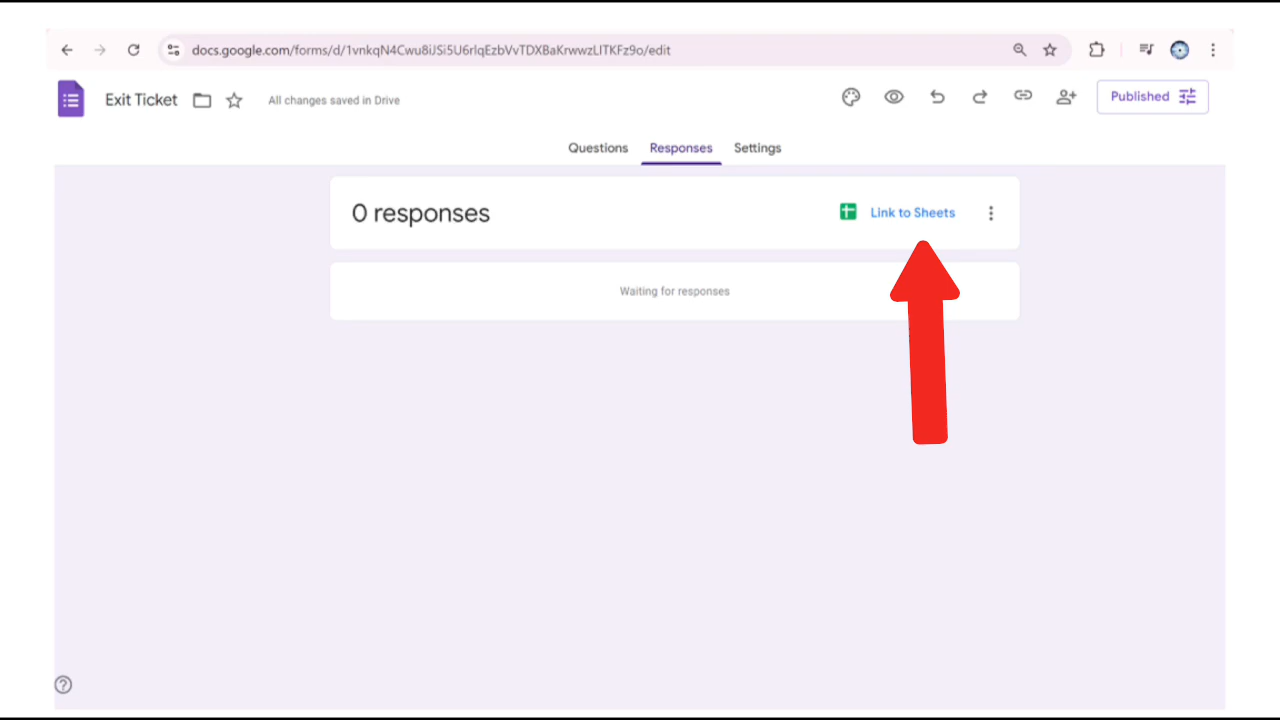 docs.google.com/forms/d/1vnkqN4Cwu8iJSi5U6rlqEzbVvTDXBaKrwwzLITKFz9o/edit
Exit Ticket All changes saved in Drive Published
Questions Responses Settings
0 responses Link to Sheets
Waiting for responses